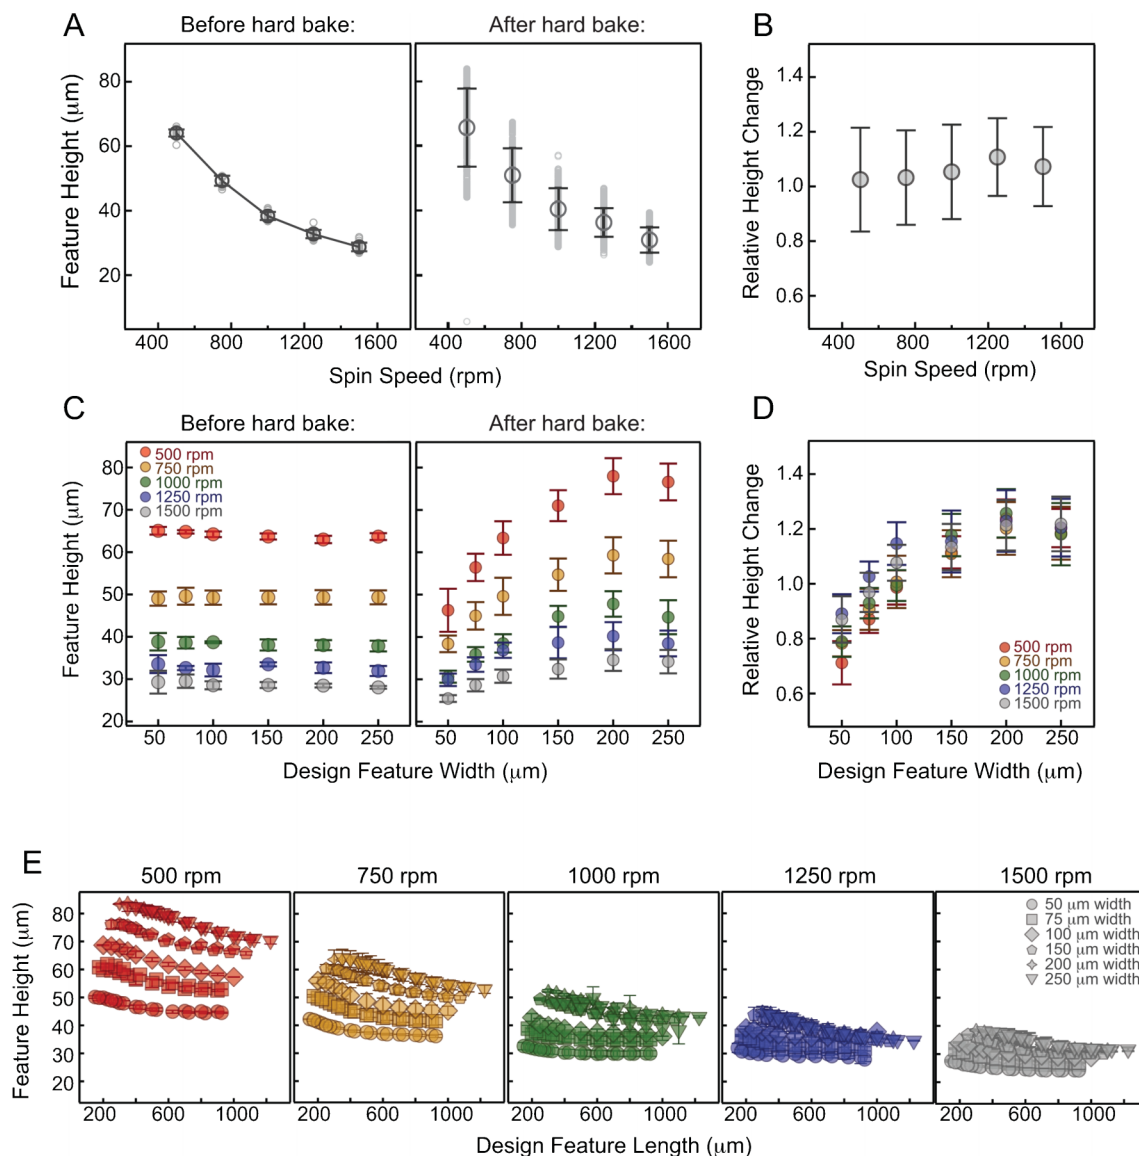 A
Before hard bake:
After hard bake:
Feature Height (μm)
80
60
40
20
400
800
1200
1600
400
800
1200
1600
Spin Speed (rpm)
B
Relative Height Change
1.4
1.2
1.0
0.8
0.6
400
800
1200
1600
Spin Speed (rpm)
C
Before hard bake:
After hard bake:
Feature Height (μm)
80
70
60
50
40
30
20
500 rpm
750 rpm
1000 rpm
1250 rpm
1500 rpm
50
100
150
200
250
50
100
150
200
250
Design Feature Width (μm)
D
Relative Height Change
1.4
1.2
1.0
0.8
0.6
500 rpm
750 rpm
1000 rpm
1250 rpm
1500 rpm
50
100
150
200
250
Design Feature Width (μm)
E
500 rpm
750 rpm
1000 rpm
1250 rpm
1500 rpm
Feature Height (μm)
80
70
60
50
40
30
20
50 μm width
75 μm width
100 μm width
150 μm width
200 μm width
250 μm width
200
600
1000
200
600
1000
200
600
1000
200
600
1000
200
600
1000
Design Feature Length (μm)